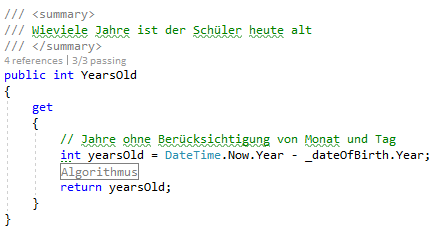 /// <summary>
/// Wieviele Jahre ist der Schüler heute alt
/// </summary>
4 references | 3/3 passing
public int YearsOld
{
get
{
// Jahre ohne Berücksichtigung von Monat und Tag
int yearsOld = DateTime.Now.Year - _dateOfBirth.Year;
Algorithmus
return yearsOld;
}
}